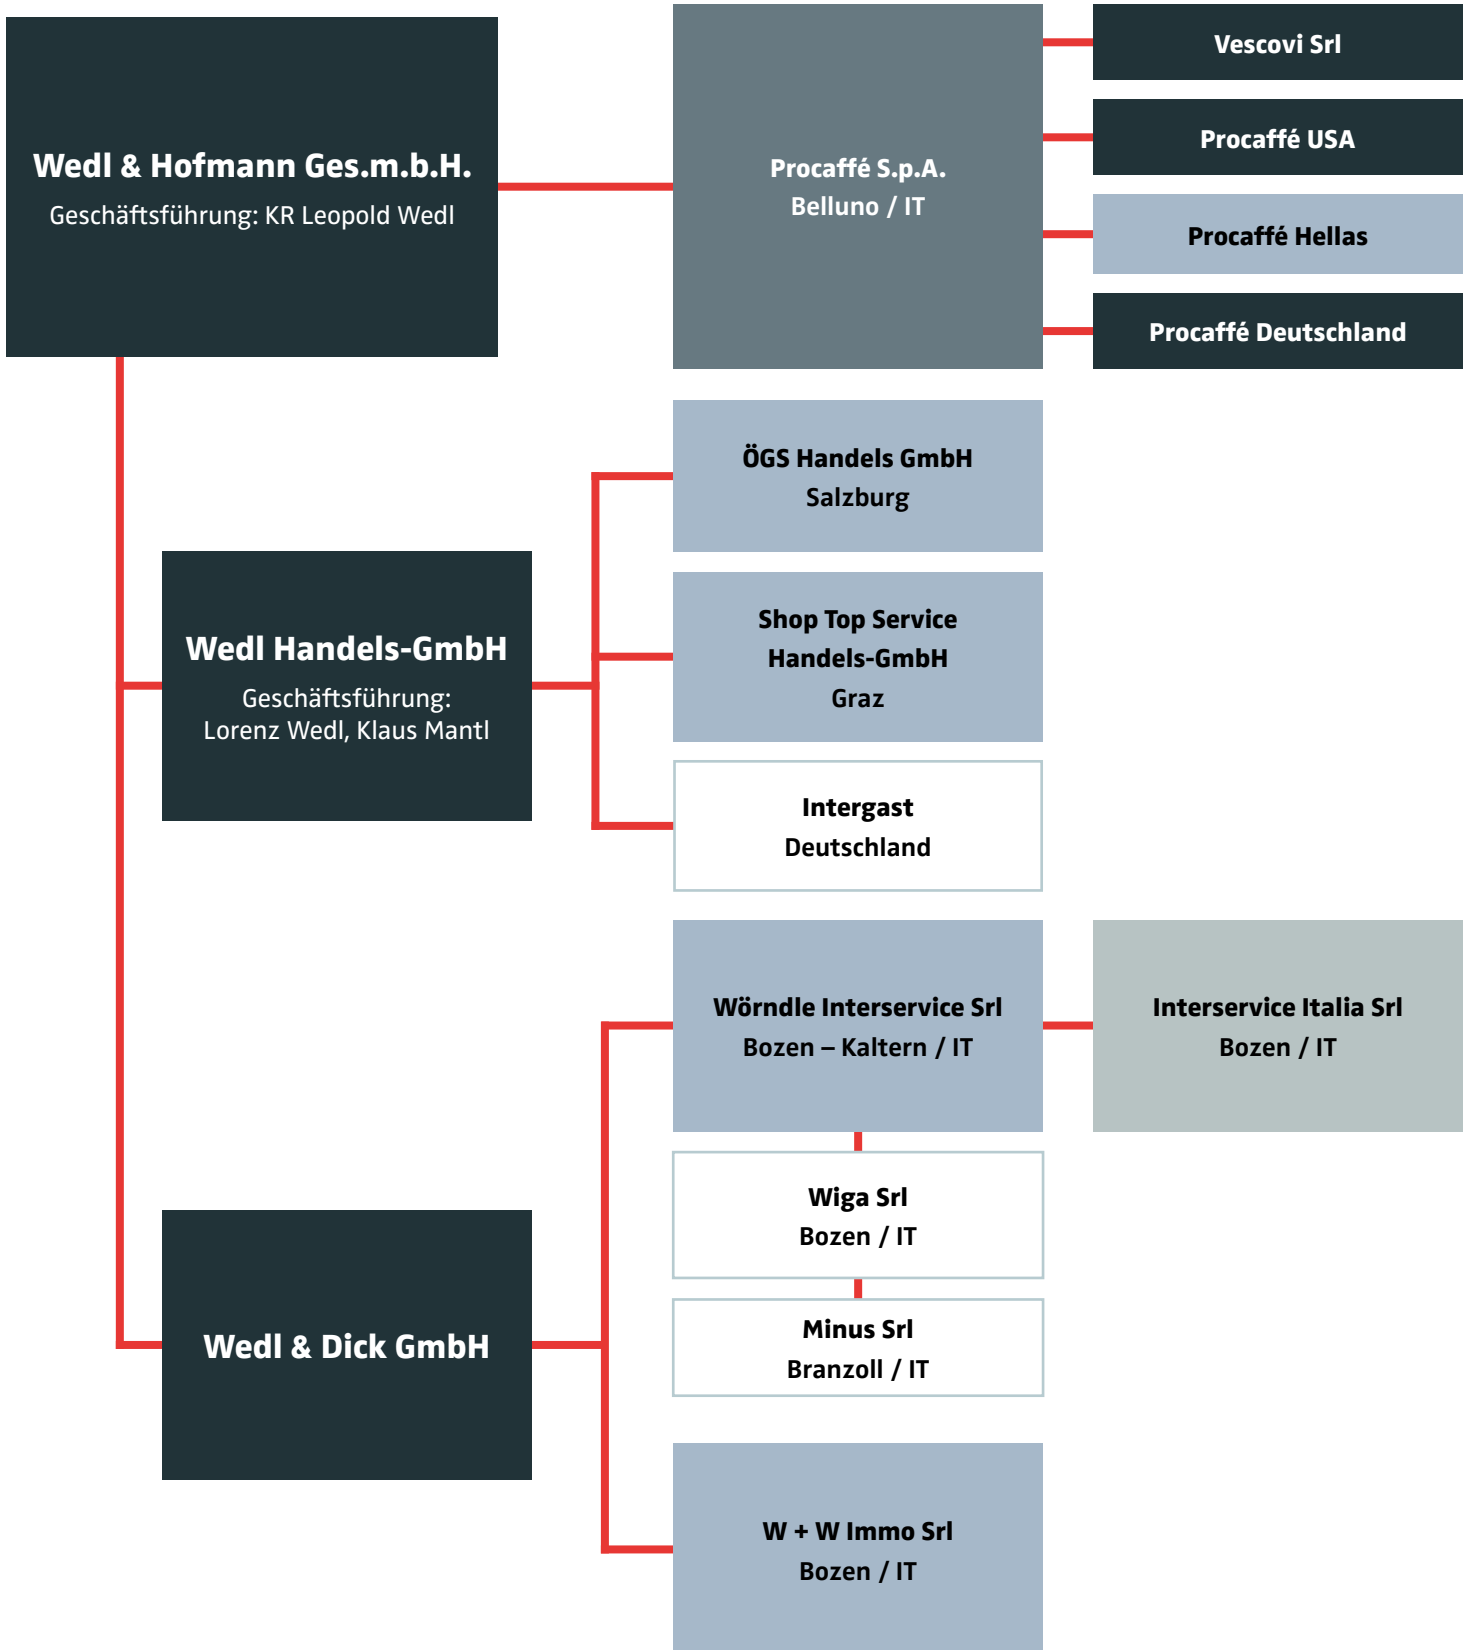 Wedl & Hofmann Ges.m.b.H.
Geschäftsführung: KR Leopold Wedl
Procaffé S.p.A.
Belluno / IT
Vescovi Srl
Procaffé USA
Procaffé Hellas
Procaffé Deutschland
Wedl Handels-GmbH
Geschäftsführung:
Lorenz Wedl, Klaus Mantl
ÖGS Handels GmbH
Salzburg
Shop Top Service
Handels-GmbH
Graz
Intergast
Deutschland
Wedl & Dick GmbH
Wörndle Interservice Srl
Bozen – Kaltern / IT
Interservice Italia Srl
Bozen / IT
Wiga Srl
Bozen / IT
Minus Srl
Branzoll / IT
W + W Immo Srl
Bozen / IT